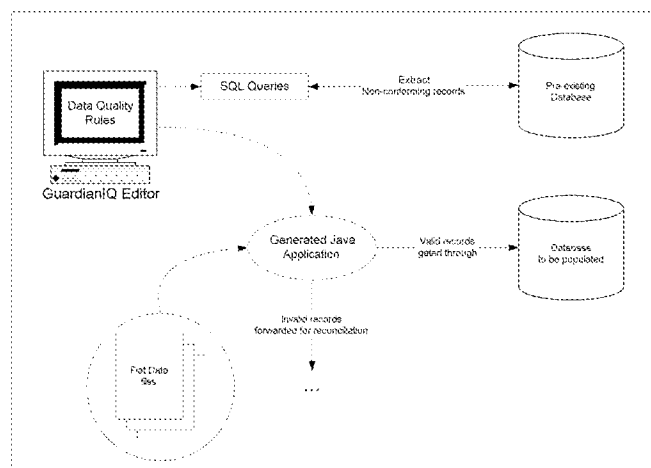 Data Quality
Rules
GuardianIQ Editor
SQL Queries
Extract
Non-conforming records
Pre-existing
Database
Generated Java
Application
Valid records
gated through
Database
to be populated
Invalid records
forwarded for reconciliation
...
Flat Data
files